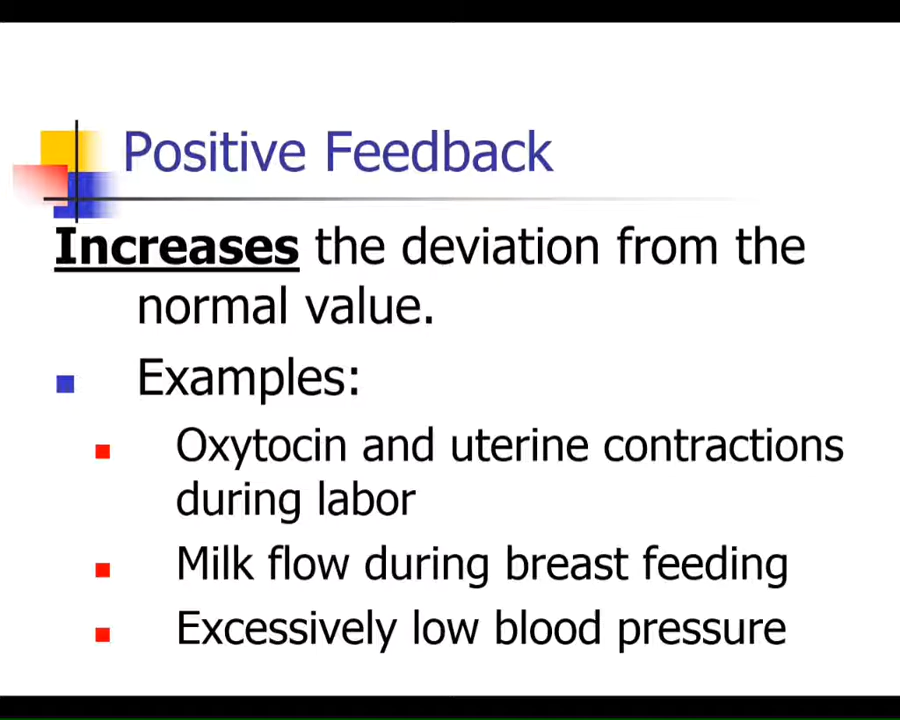 Positive Feedback
Increases the deviation from the
normal value.
Examples:
Oxytocin and uterine contractions
during labor
Milk flow during breast feeding
Excessively low blood pressure